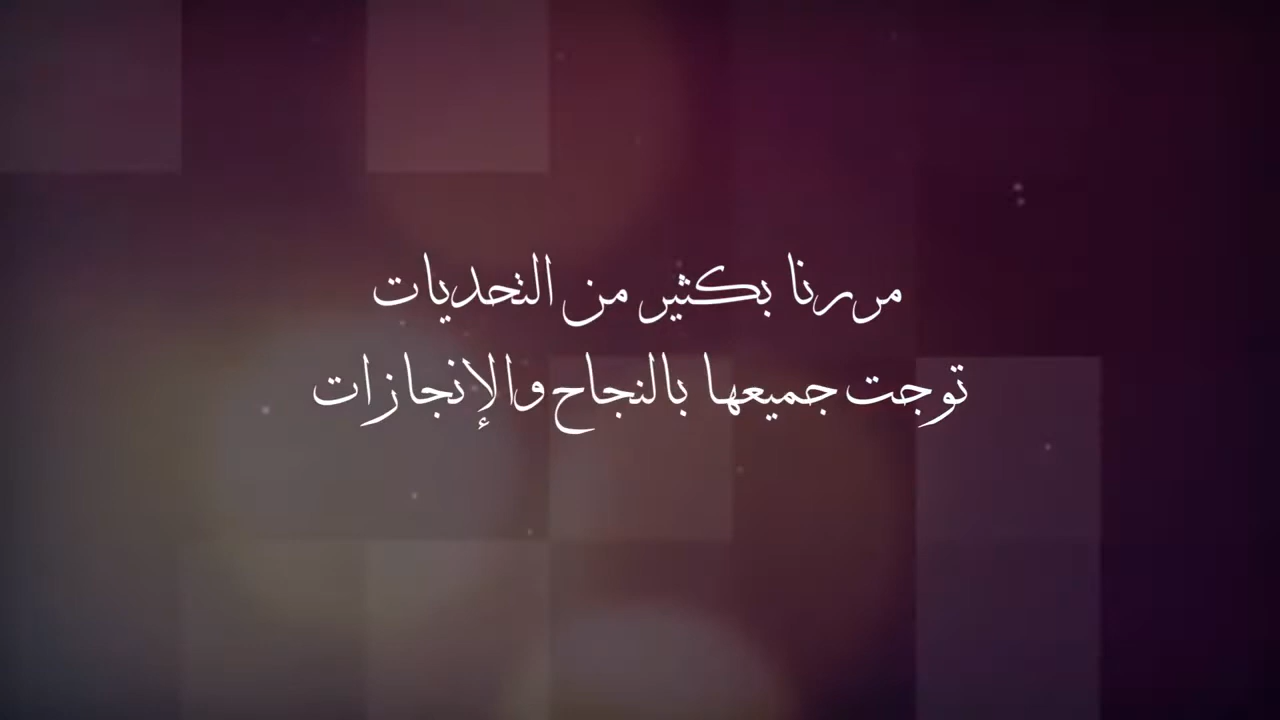 مررنا بكثير من التحديات
توجت جميعها بالنجاح والإنجازات